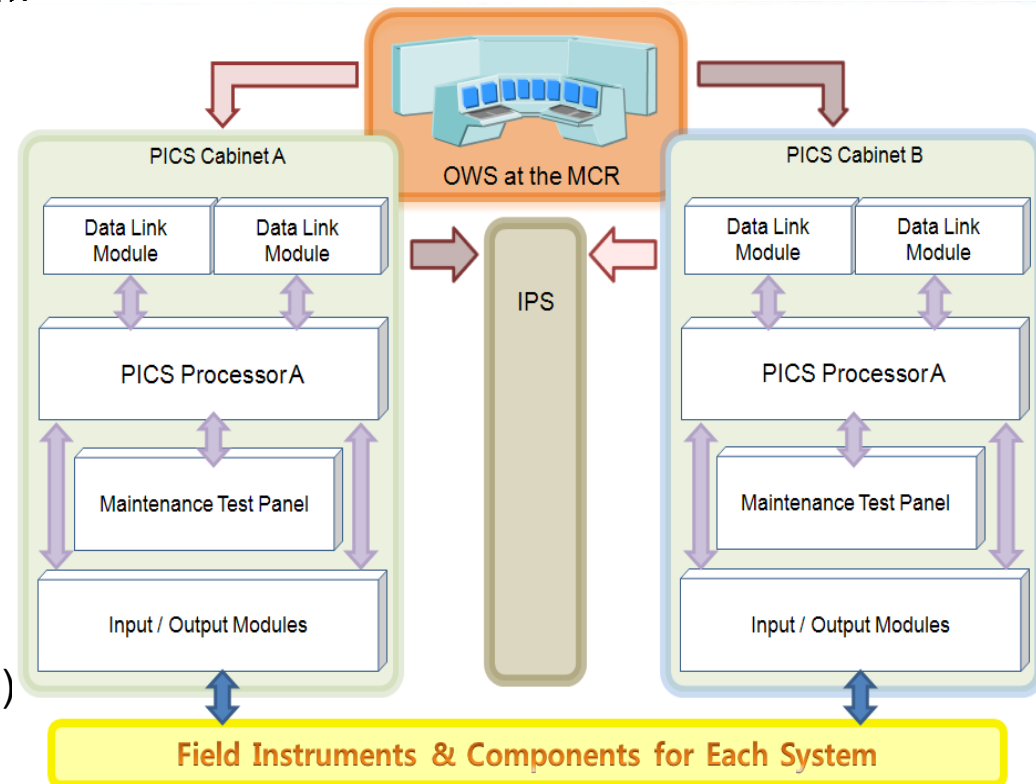 OWS at the MCR
PICS Cabinet A
Data Link
Module
Data Link
Module
PICS ProcessorA
Maintenance Test Panel
Input / Output Modules
)
IPS
PICS Cabinet B
Data Link
Module
Data Link
Module
PICS ProcessorA
Maintenance Test Panel
Input / Output Modules
Field Instruments & Components for Each System